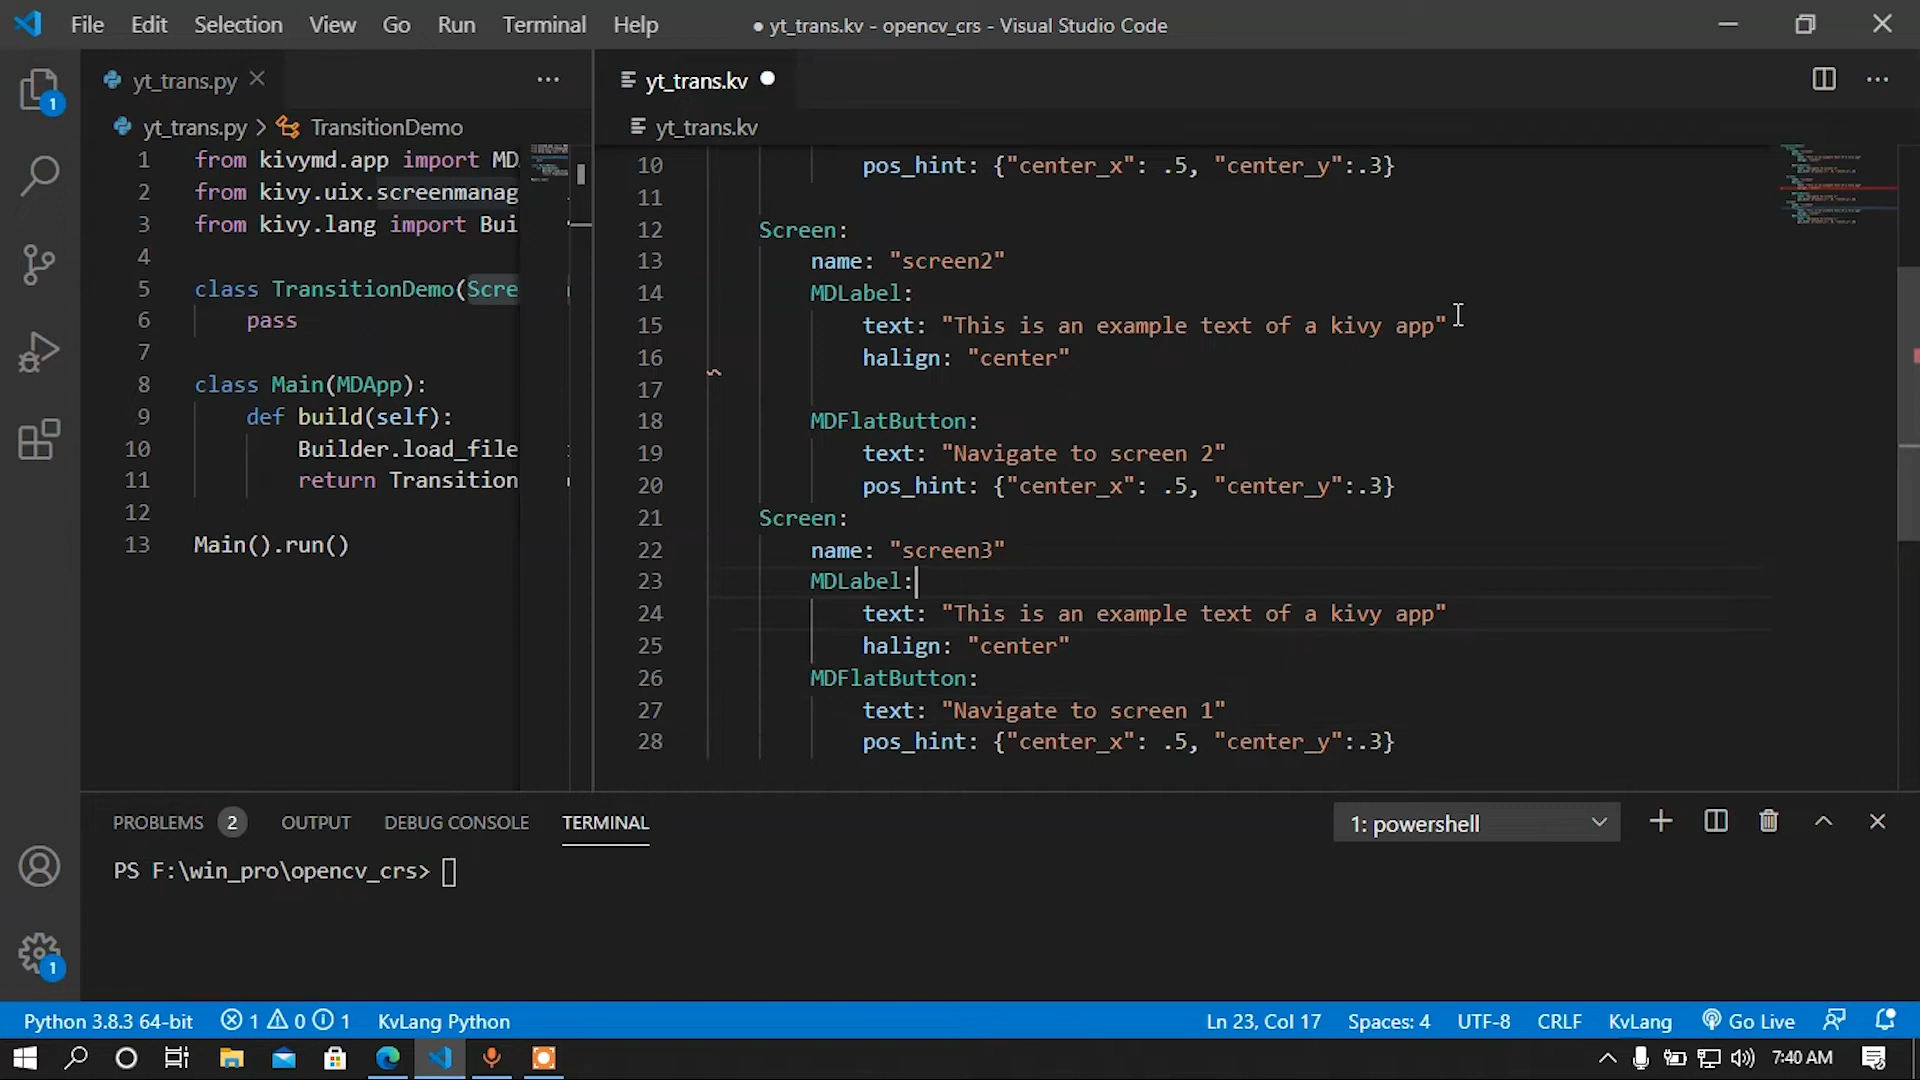 File Edit Selection View Go Run Terminal Help ● yt_trans.kv - opencv_crs - Visual Studio Code
yt_trans.py
yt_trans.py > TransitionDemo
1 from kivymd.app import MD
2 from kivy.uix.screenmanag
3 from kivy.lang import Bui
4
5 class TransitionDemo(Scre
6 pass
7
8 class Main(MDApp):
9 def build(self):
10 Builder.load_file
11 return Transition
12
13 Main().run()
yt_trans.kv ●
yt_trans.kv
10 pos_hint: {"center_x": .5, "center_y":.3}
11
12 Screen:
13 name: "screen2"
14 MDLabel:
15 text: "This is an example text of a kivy app"
16 halign: "center"
17
18 MDFlatButton:
19 text: "Navigate to screen 2"
20 pos_hint: {"center_x": .5, "center_y":.3}
21 Screen:
22 name: "screen3"
23 MDLabel:
24 text: "This is an example text of a kivy app"
25 halign: "center"
26 MDFlatButton:
27 text: "Navigate to screen 1"
28 pos_hint: {"center_x": .5, "center_y":.3}
1
1
PROBLEMS 2 OUTPUT DEBUG CONSOLE TERMINAL 1: powershell
PS F:\win_pro\opencv_crs>
Python 3.8.3 64-bit 1 0 1 KvLang Python Ln 23, Col 17 Spaces: 4 UTF-8 CRLF KvLang Go Live
7:40 AM